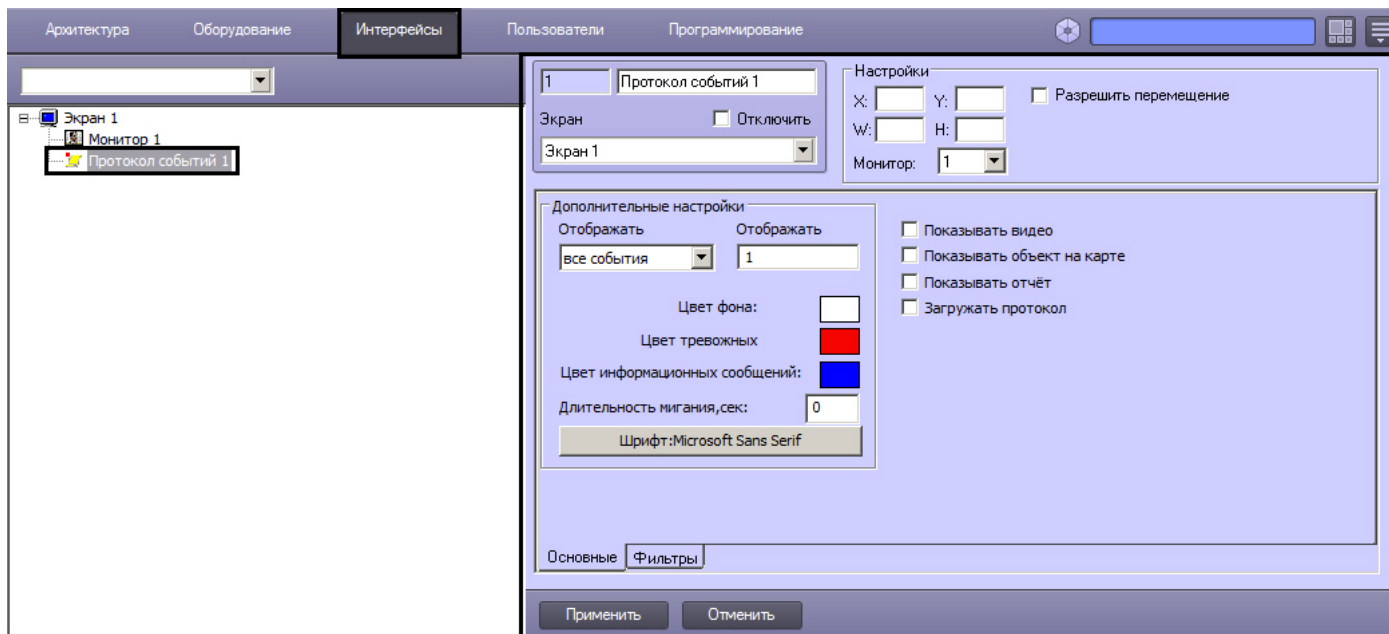 Архитектура Оборудование Интерфейсы Пользователи Программирование
Экран 1
Монитор 1
Протокол событий 1
1 Протокол событий 1
Экран Отключить
Экран 1
Настройки
X: Y: Разрешить перемещение
W: H:
Монитор: 1
Дополнительные настройки
Отображать Отображать
все события 1
Цвет фона:
Цвет тревожных
Цвет информационных сообщений:
Длительность мигания,сек: 0
Шрифт:Microsoft Sans Serif
Показывать видео
Показывать объект на карте
Показывать отчёт
Загружать протокол
Основные Фильтры
Применить Отменить